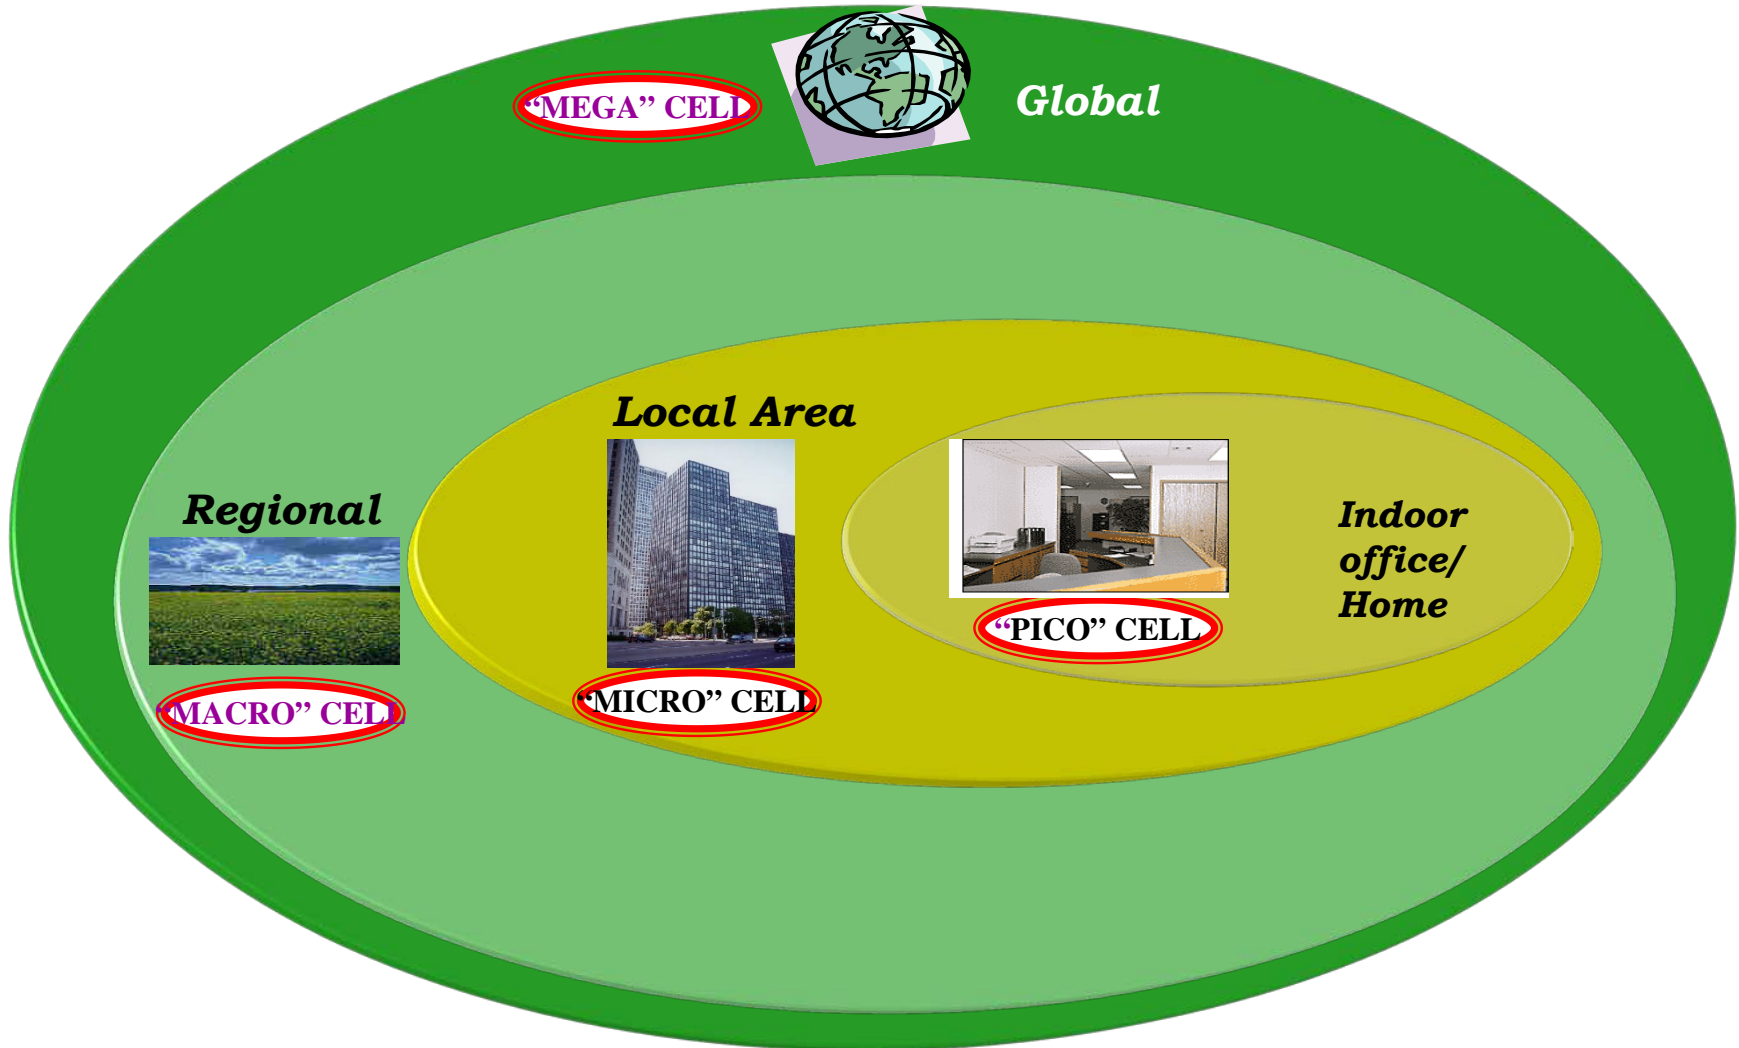 “MEGA” CELL
Global
Local Area
Regional
Indoor
office/
Home
“PICO” CELL
“MICRO” CELL
“MACRO” CELL